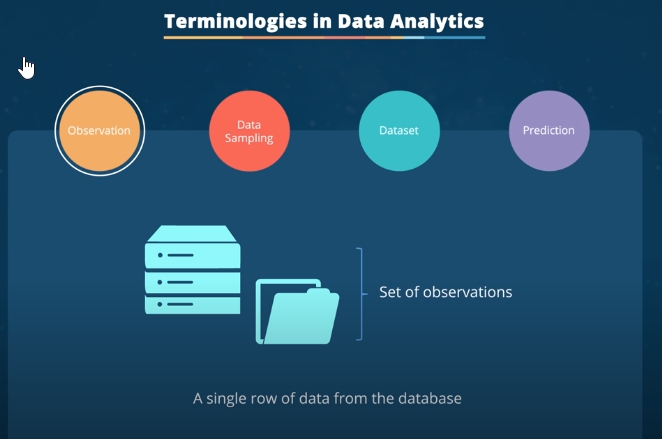 Terminologies in Data Analytics
Observation
Data
Sampling
Dataset
Prediction
Set of observations
A single row of data from the database